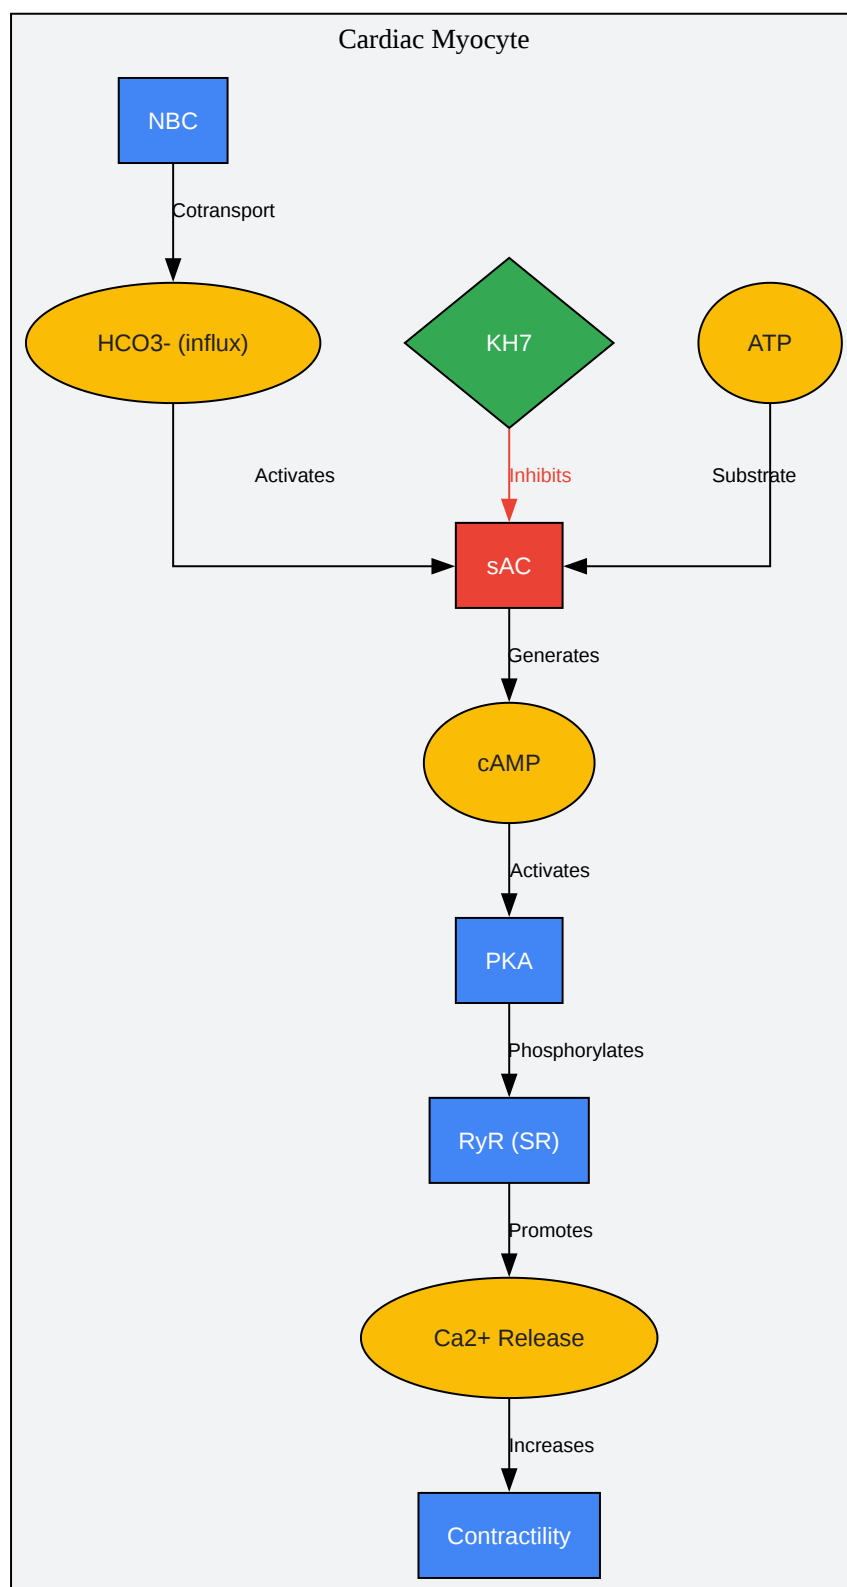 Cardiac Myocyte
NBC
Cotransport
HCO3- (influx)
KH7
ATP
Activates
Inhibits
Substrate
sAC
Generates
cAMP
Activates
PKA
Phosphorylates
RyR (SR)
Promotes
Ca2+ Release
Increases
Contractility